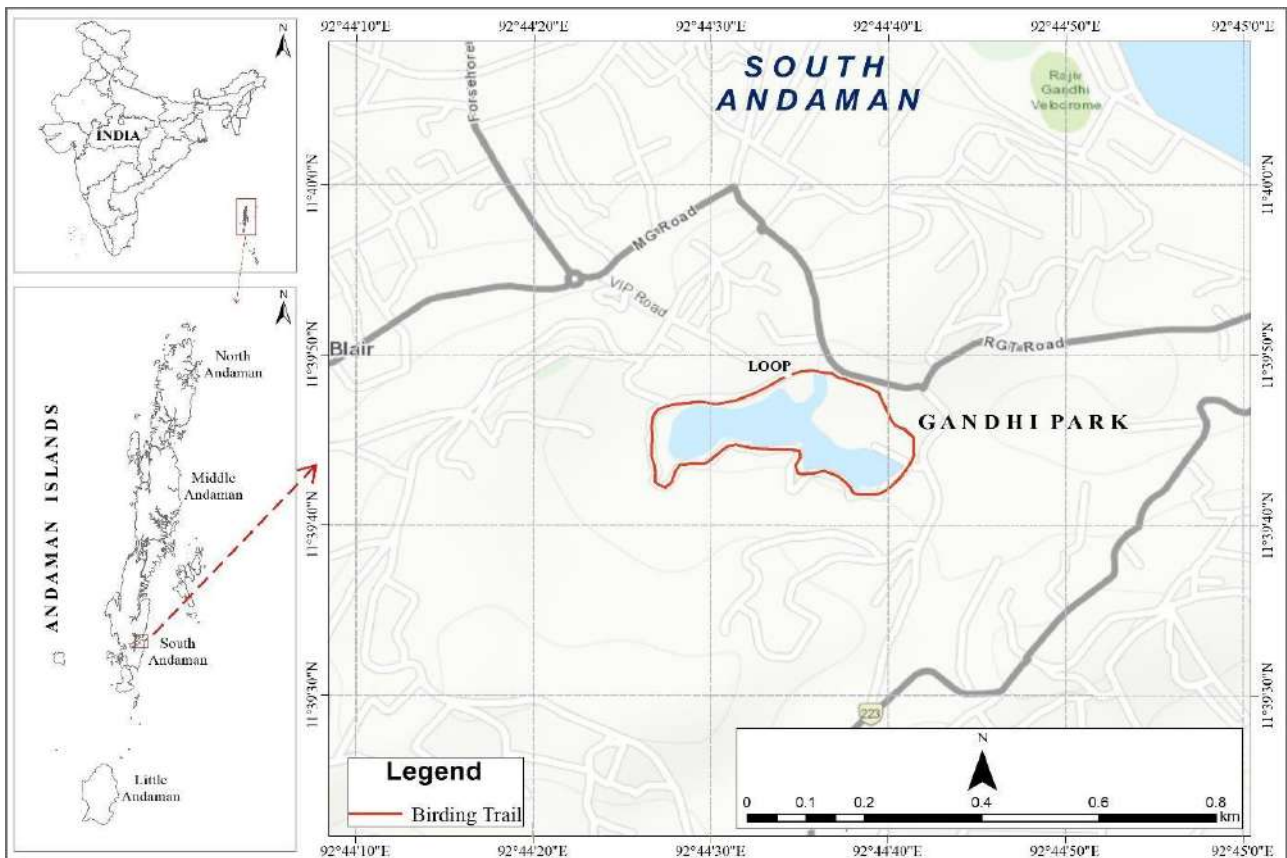 N
INDIA
N
North
Andaman
Middle
Andaman
South
Andaman
Little
Andaman
ANDAMAN ISLANDS
92°44'10"E
92°44'20"E
92°44'30"E
92°44'40"E
92°44'50"E
92°45'0"E
SOUTH
ANDAMAN
Forsehore
Rajiv
Gandhi
Velodrome
11°40'0"N
11°40'0"N
MG Road
VIP Road
Blair
RGT Road
11°39'50"N
11°39'50"N
LOOP
GANDHI PARK
11°39'40"N
11°39'40"N
11°39'30"N
11°39'30"N
223
Legend
Birding Trail
N
0 0.1 0.2 0.4 0.6 0.8
km
92°44'10"E
92°44'20"E
92°44'30"E
92°44'40"E
92°44'50"E
92°45'0"E